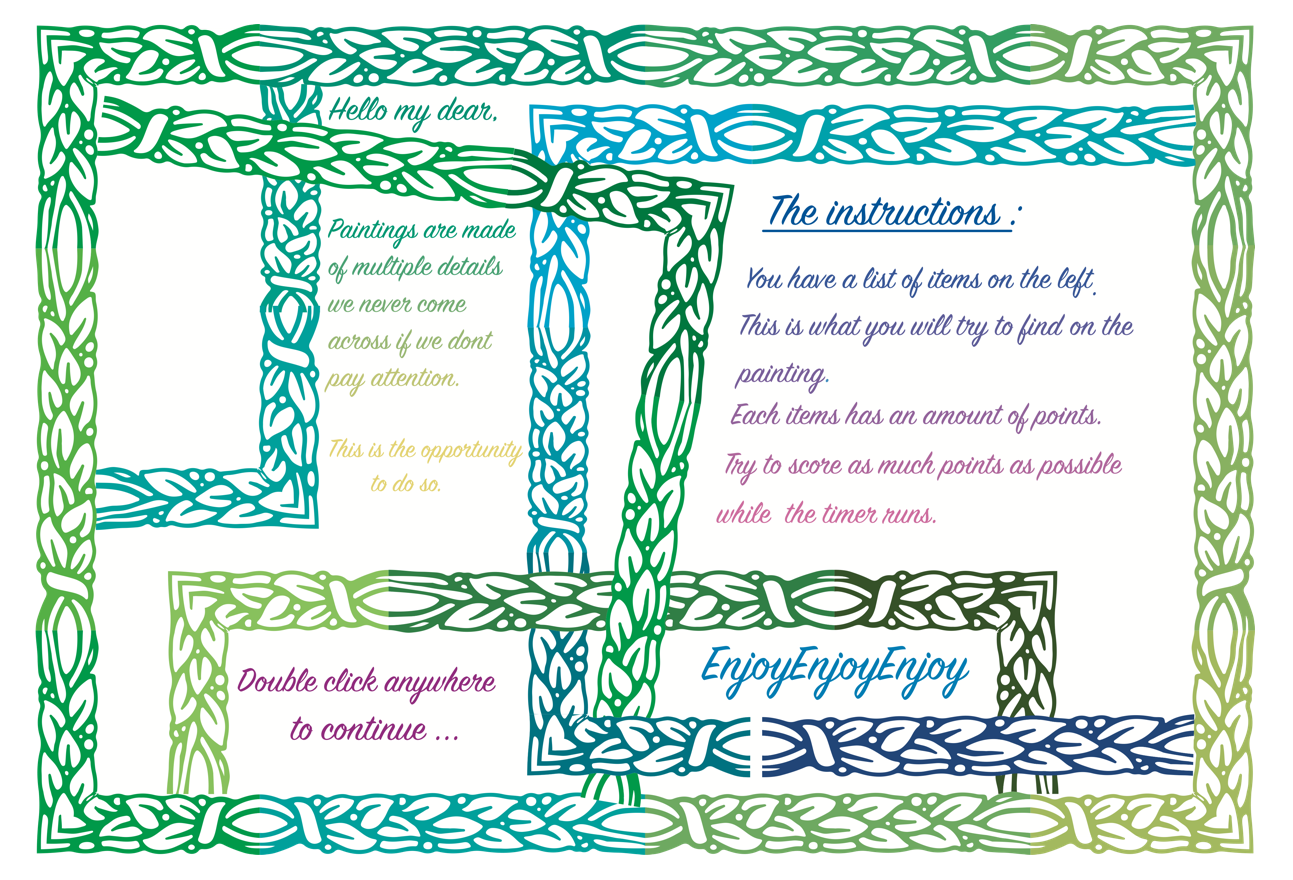 Hello my dear,
Paintings are made
of multiple details
we never come
across if we dont
pay attention.
This is the opportunity
to do so.
The instructions :
You have a list of items on the left.
This is what you will try to find on the
painting.
Each items has an amount of points.
Try to score as much points as possible
while the timer runs.
Double click anywhere
to continue ...
EnjoyEnjoyEnjoy